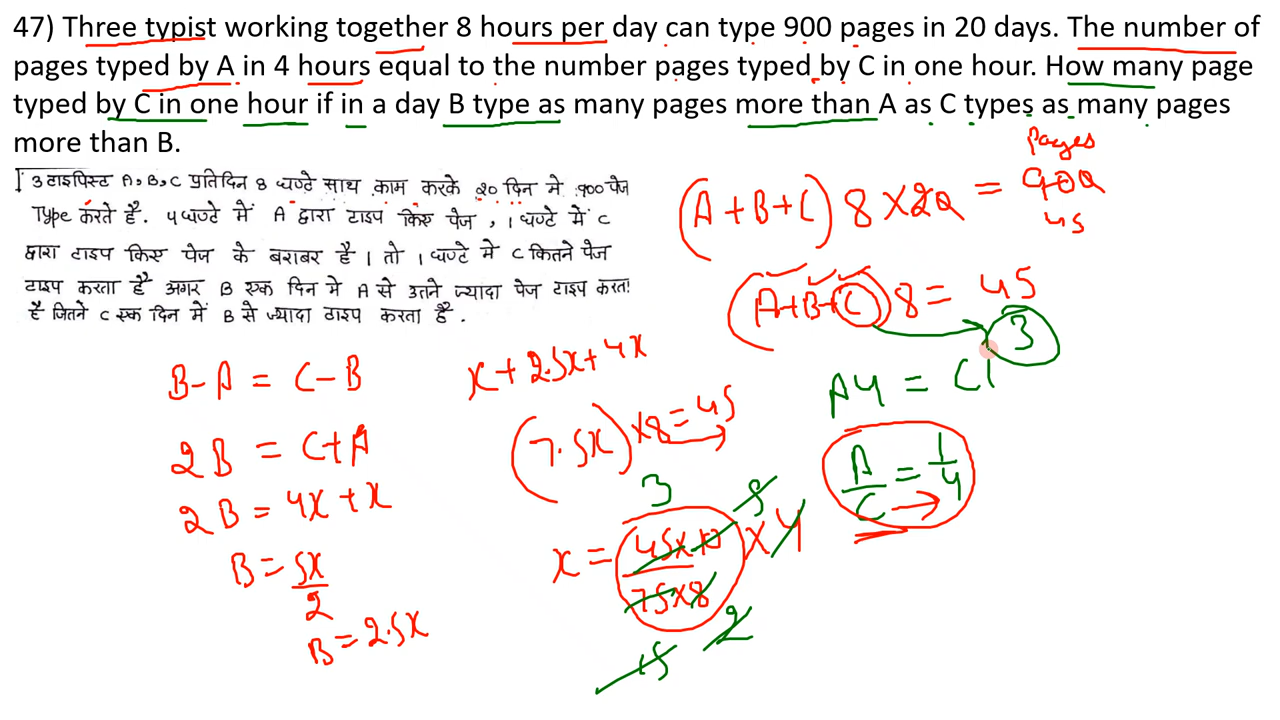 47) Three typist working together 8 hours per day can type 900 pages in 20 days. The number of
pages typed by A in 4 hours equal to the number pages typed by C in one hour. How many page
typed by C in one hour if in a day B type as many pages more than A as C types as many pages
more than B.
3 टाइपिस्ट A, B, C प्रतिदिन 8 घण्टे साथ काम करके 20 दिन मे 900 पेज
Type करते है. 4 घण्टे में A द्वारा टाइप किए पेज, 1 घण्टे में C
द्वारा टाइप किए पेज के बराबर है। तो 1 घण्टे मे C कितने पेज
टाइप करता है अगर B एक दिन मे A से उतने ज्यादा पेज टाइप करता
है जितने C एक दिन में B से ज्यादा टाइप करता है.
pages
(A+B+C) 8×20 = 900
45
(A+B+C) 8 = 45
3
A4 = C1
A/C = 1/4
B-A = C-B
2B = C+A
2B = 4x+x
B = 5x/2
B = 2.5x
x+2.5x+4x
(7.5x)×8=45
3 5
x = 45×10/75×8 ×4
15 2